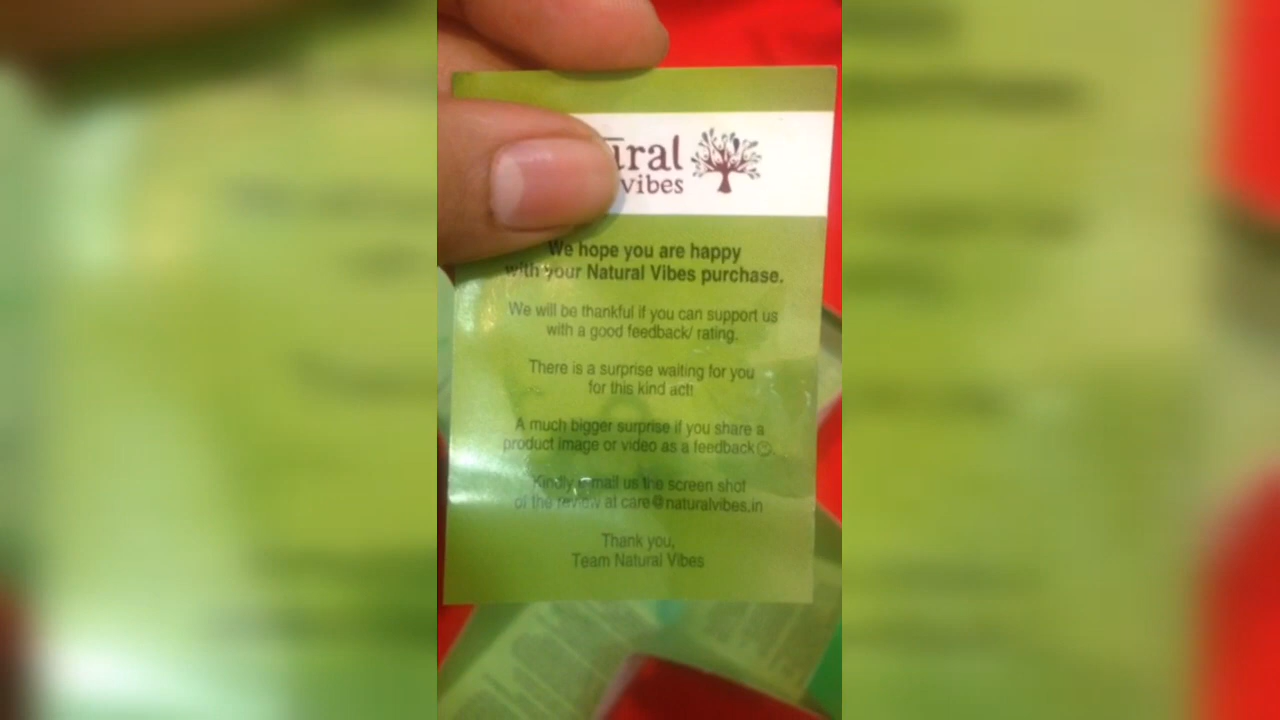 ural
vibes
We hope you are happy
with your Natural Vibes purchase.
We will be thankful if you can support us
with a good feedback/ rating.
There is a surprise waiting for you
for this kind act!
A much bigger surprise if you share a
product image or video as a feedback
Kindly e-mail us the screen shot
of the review at care@naturalvibes.in
Thank you,
Team Natural Vibes